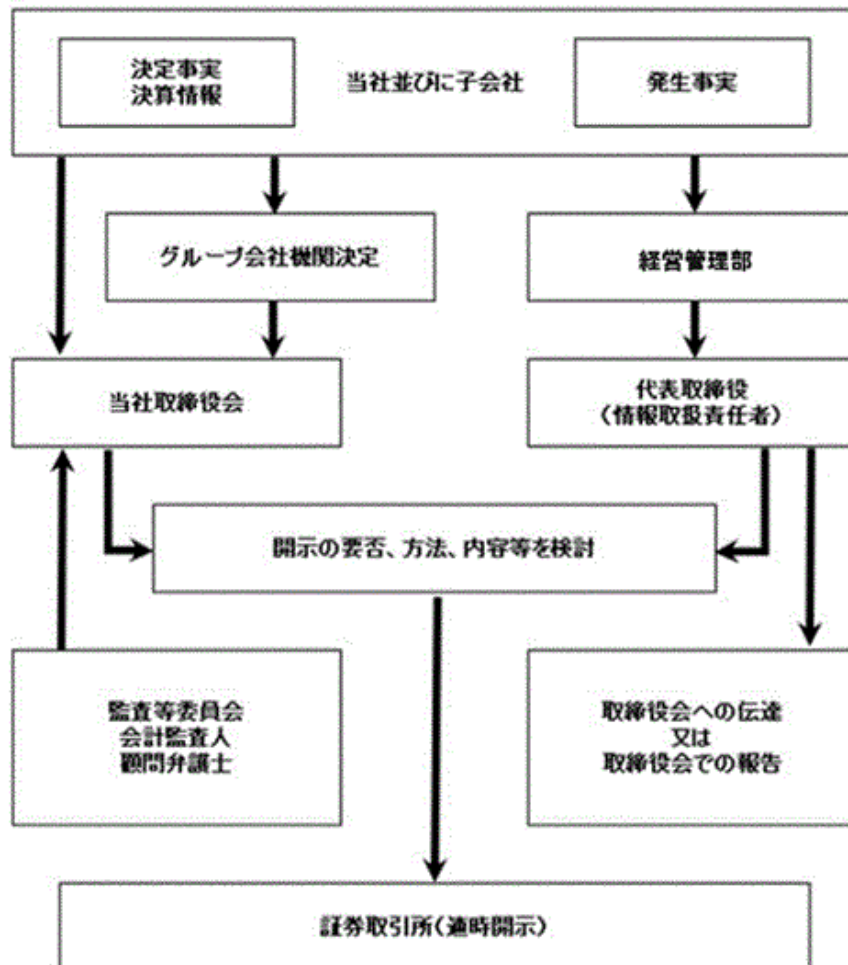 決定事実
決算情報
当社並びに子会社
発生事実
グループ会社機関決定
経営管理部
当社取締役会
代表取締役
（情報取扱責任者）
開示の要否、方法、内容等を検討
監査等委員会
会計監査人
顧問弁護士
取締役会への伝達
又は
取締役会での報告
証券取引所（適時開示）